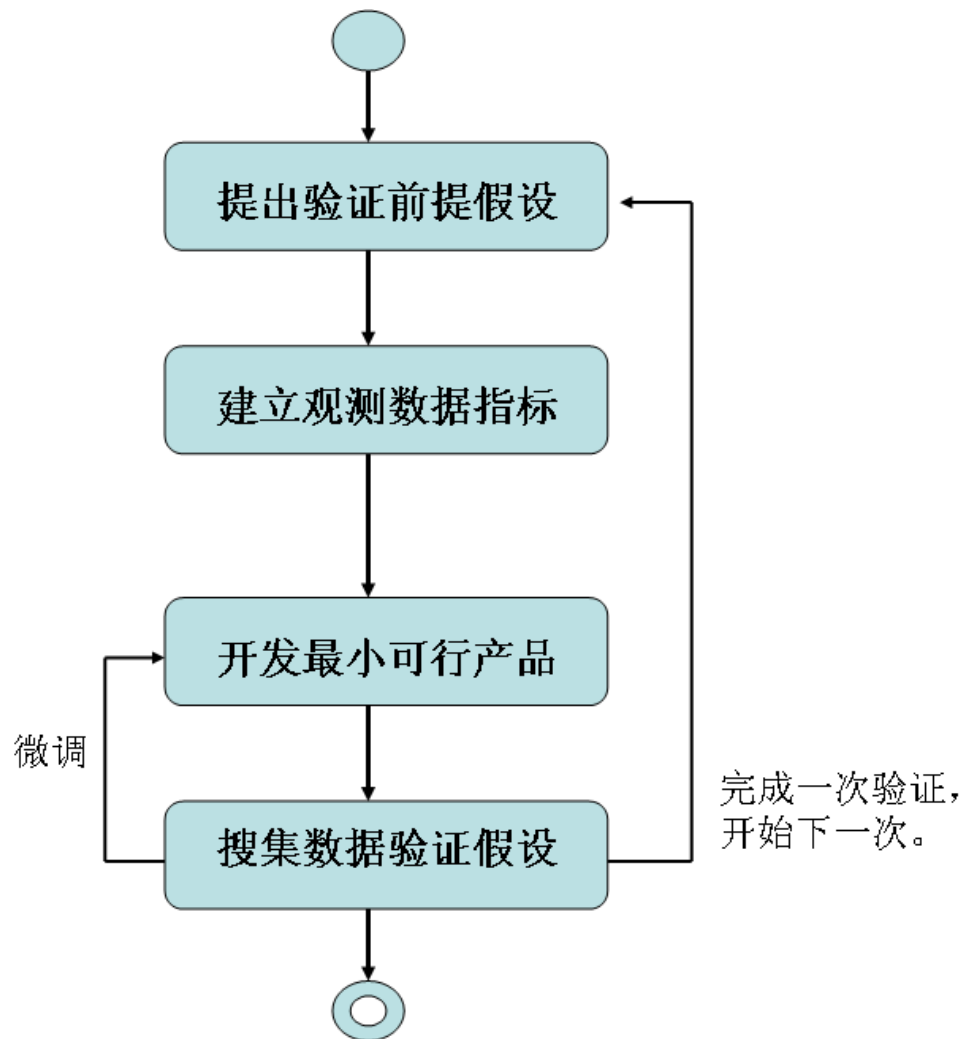 提出验证前提假设
建立观测数据指标
开发最小可行产品
微调
搜集数据验证假设
完成一次验证，
开始下一次。